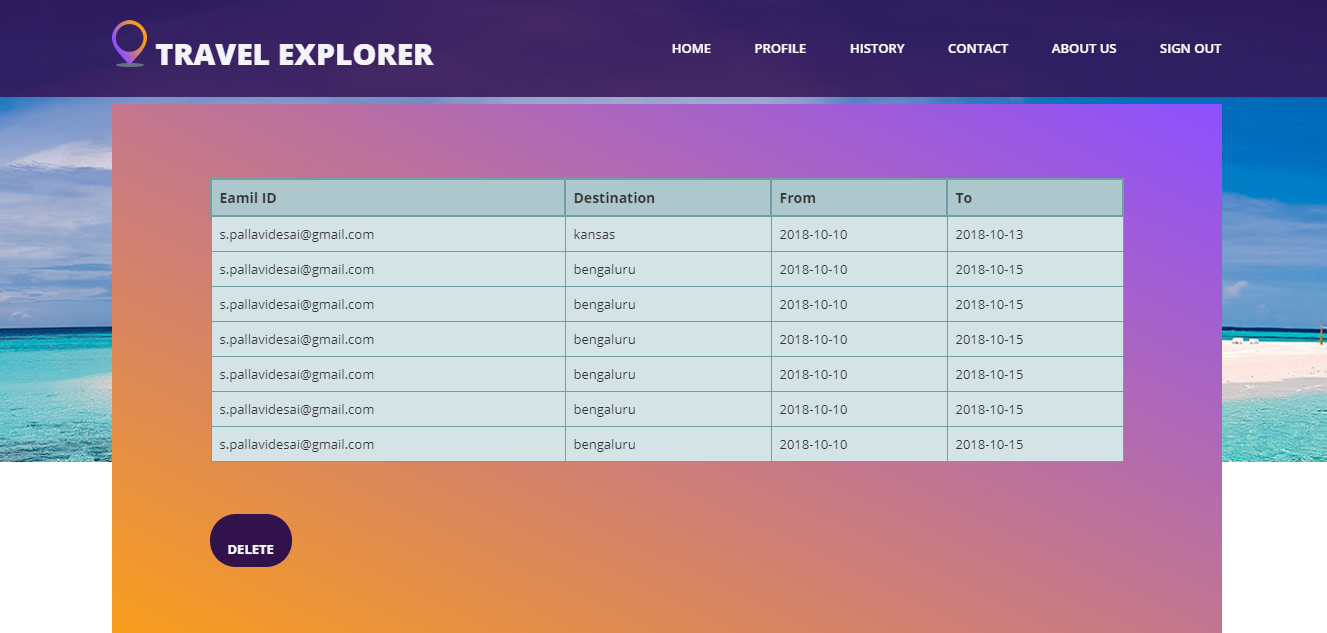 TRAVEL EXPLORER
HOME PROFILE HISTORY CONTACT ABOUT US SIGN OUT
Eamil ID Destination From To
s.pallavidesai@gmail.com kansas 2018-10-10 2018-10-13
s.pallavidesai@gmail.com bengaluru 2018-10-10 2018-10-15
s.pallavidesai@gmail.com bengaluru 2018-10-10 2018-10-15
s.pallavidesai@gmail.com bengaluru 2018-10-10 2018-10-15
s.pallavidesai@gmail.com bengaluru 2018-10-10 2018-10-15
s.pallavidesai@gmail.com bengaluru 2018-10-10 2018-10-15
s.pallavidesai@gmail.com bengaluru 2018-10-10 2018-10-15
DELETE